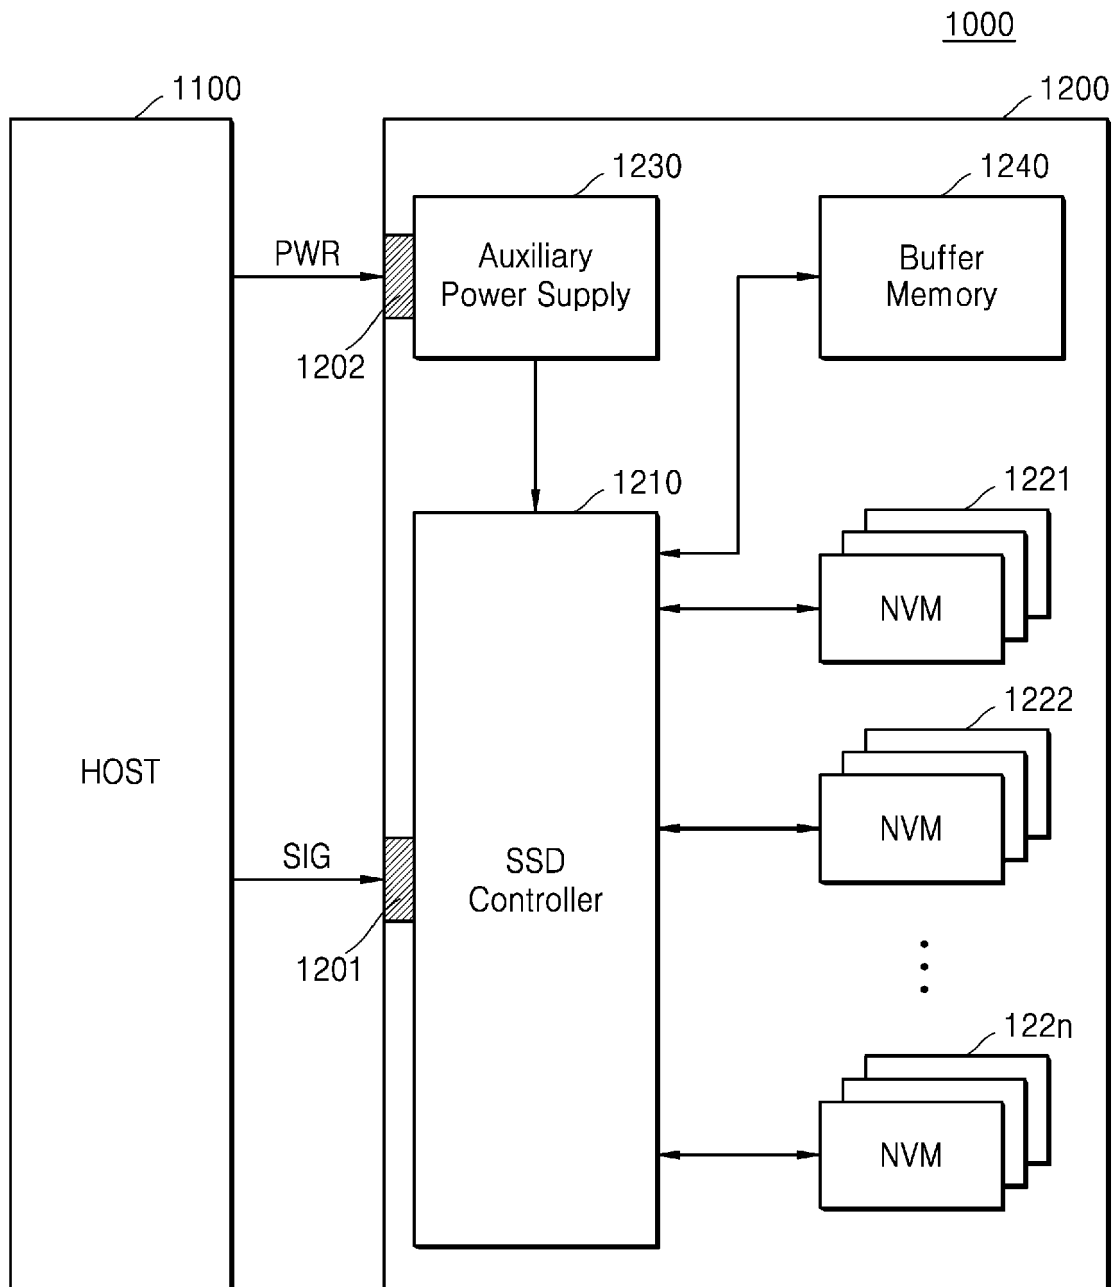 1000
1100
1200
1230
1240
PWR
Auxiliary
Power Supply
Buffer
Memory
1202
1210
1221
NVM
1222
HOST
NVM
SIG
SSD
Controller
1201
122n
NVM